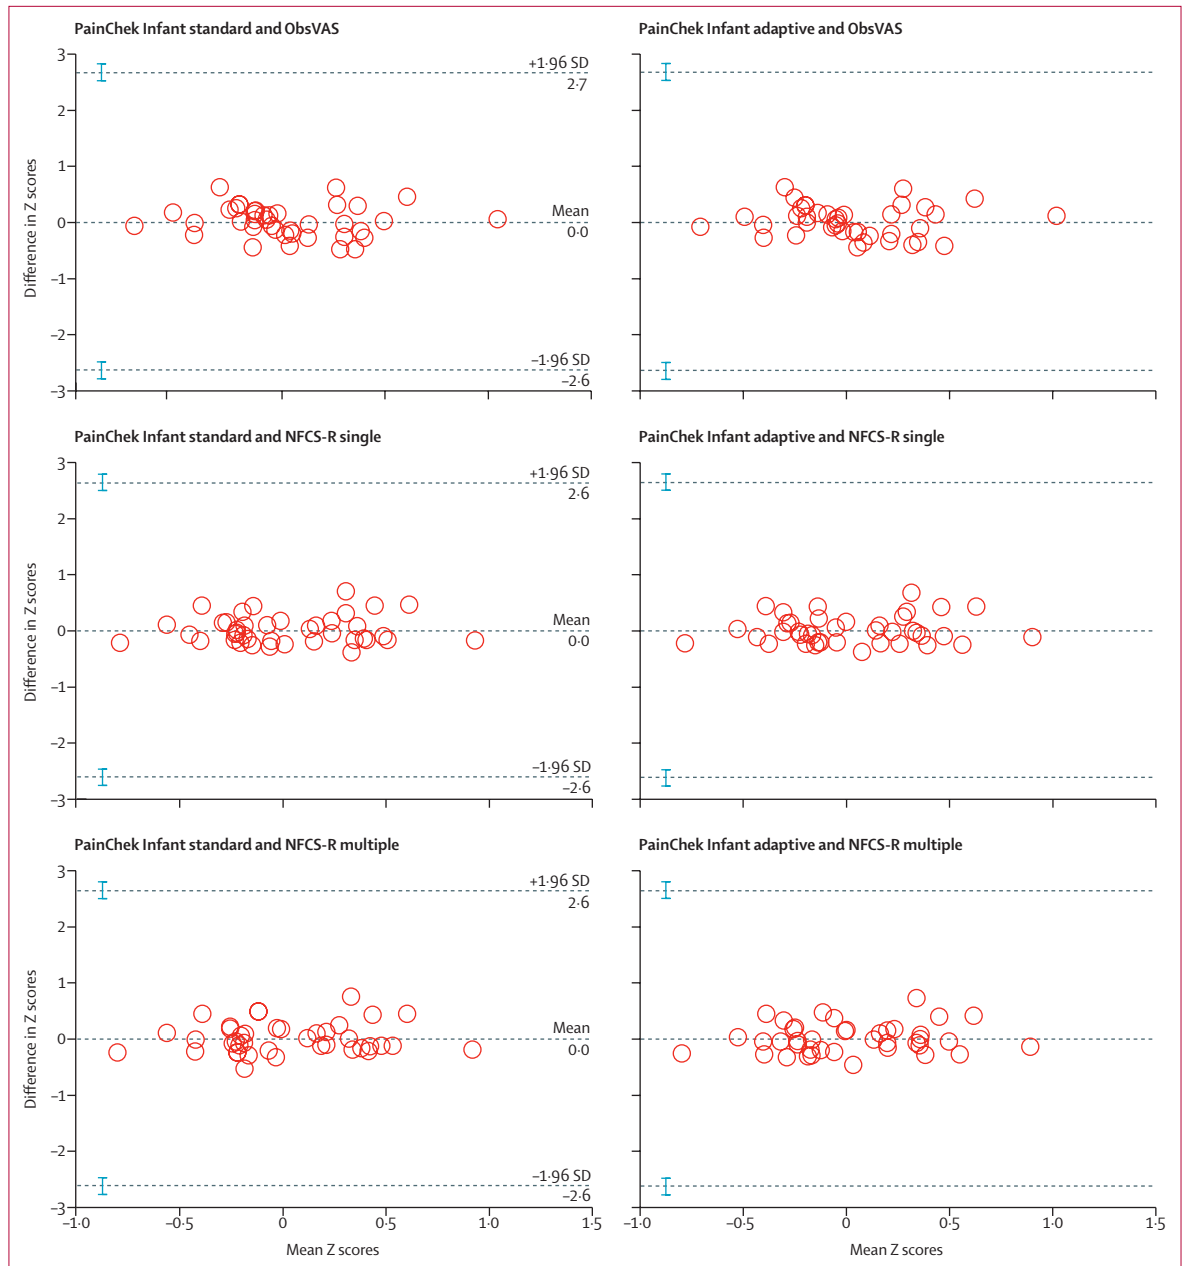 PainChek Infant standard and ObsVAS
PainChek Infant adaptive and ObsVAS
Difference in Z scores
3
2
1
0
–1
–2
–3
+1·96 SD
2·7
Mean
0·0
–1·96 SD
–2·6
PainChek Infant standard and NFCS-R single
PainChek Infant adaptive and NFCS-R single
Difference in Z scores
3
2
1
0
–1
–2
–3
+1·96 SD
2·6
Mean
0·0
–1·96 SD
–2·6
PainChek Infant standard and NFCS-R multiple
PainChek Infant adaptive and NFCS-R multiple
Difference in Z scores
3
2
1
0
–1
–2
–3
+1·96 SD
2·6
Mean
0·0
–1·96 SD
–2·6
–1·0 –0·5 0 0·5 1·0 1·5
Mean Z scores
–1·0 –0·5 0 0·5 1·0 1·5
Mean Z scores